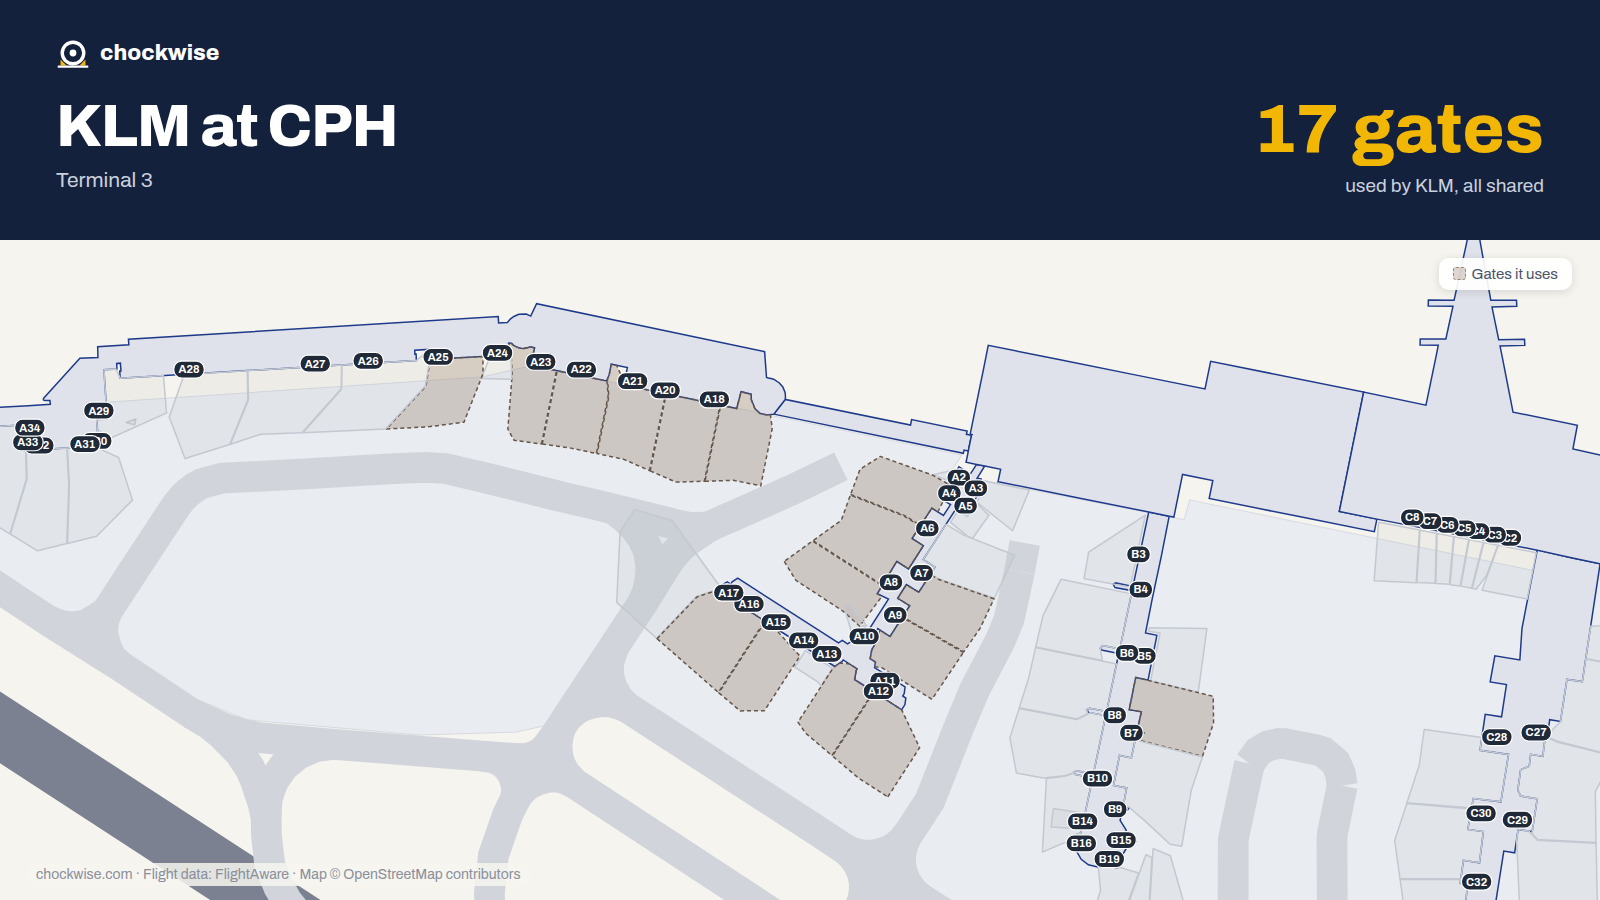 chockwise
KLM at CPH
Terminal 3
17 gates
used by KLM, all shared
Gates it uses
A24
A25
A23
A26
A27
A28
A22
A21
A20
A18
A29
A34
A33
A31
A2
A3
A4
A5
A6
A7
A8
A9
A10
A17
A16
A15
A14
A13
A11
A12
B3
B4
B6
B5
B8
B7
B10
B9
B14
B15
B16
B19
C8
C7
C6
C5
C4
C3
C2
C28
C27
C30
C29
C32
chockwise.com · Flight data: FlightAware · Map © OpenStreetMap contributors